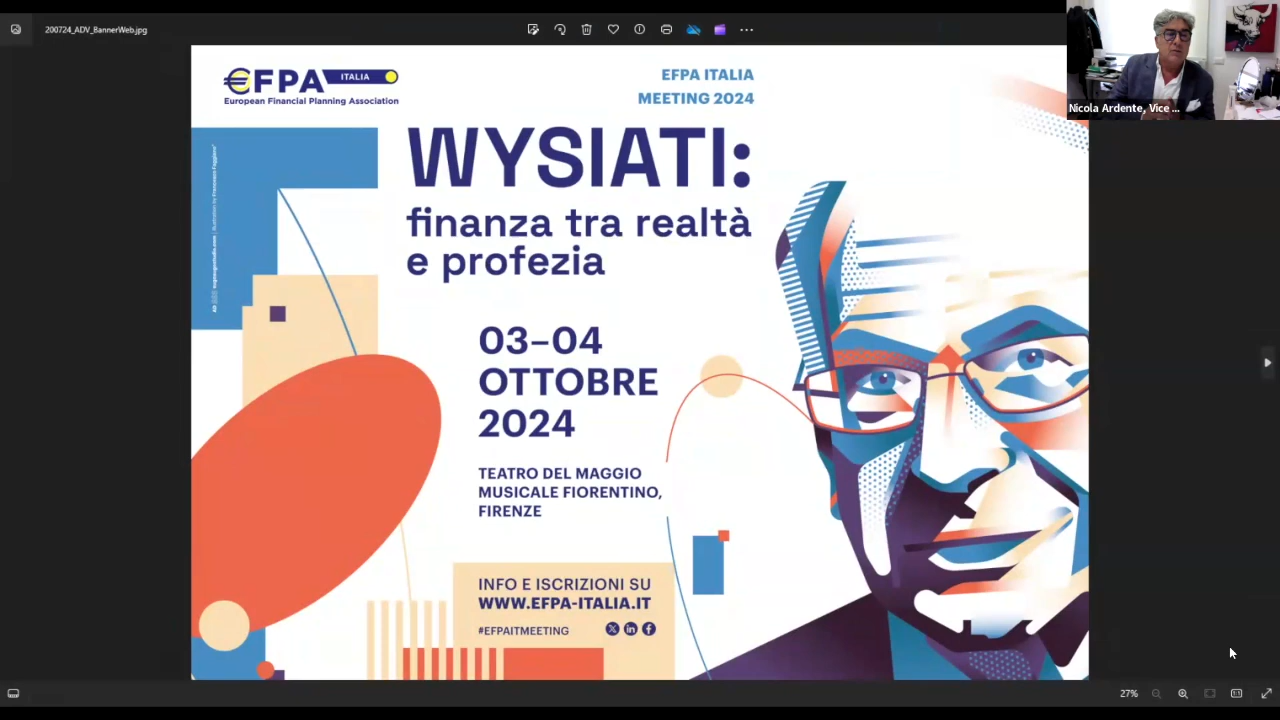 200724_ADV_BannerWeb.jpg
Nicola Ardente, Vice ...
€FPA ITALIA
European Financial Planning Association
EFPA ITALIA
MEETING 2024
WYSIATI:
finanza tra realtà
e profezia
03–04
OTTOBRE
2024
TEATRO DEL MAGGIO
MUSICALE FIORENTINO,
FIRENZE
INFO E ISCRIZIONI SU
WWW.EFPA-ITALIA.IT
#EFPAITMEETING
27%